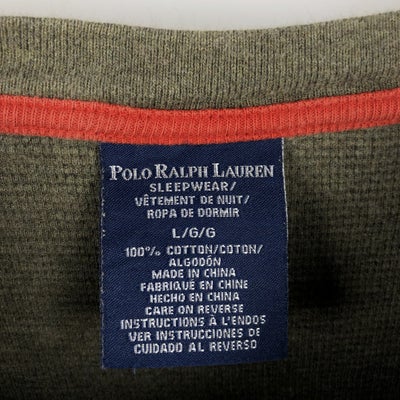 POLO RALPH LAUREN
SLEEPWEAR/
VÊTEMENT DE NUIT/
ROPA DE DORMIR
L/G/G
100% COTTON/COTON/
ALGODÓN
MADE IN CHINA
FABRIQUÉ EN CHINE
HECHO EN CHINA
CARE ON REVERSE
INSTRUCTIONS À L'ENDOS
VER INSTRUCCIONES DE
CUIDADO AL REVERSO